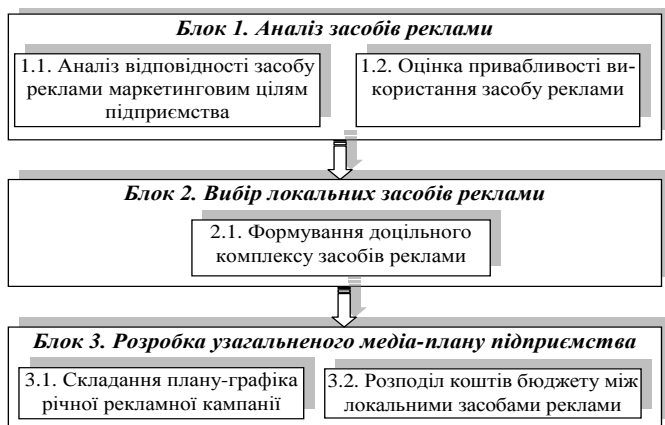 Блок 1. Аналіз засобів реклами
1.1. Аналіз відповідності засобу
реклами маркетинговим цілям
підприємства
1.2. Оцінка привабливості ви-
користання засобу реклами
Блок 2. Вибір локальних засобів реклами
2.1. Формування доцільного
комплексу засобів реклами
Блок 3. Розробка узагальненого медіа-плану підприємства
3.1. Складання плану-графіка
річної рекламної кампанії
3.2. Розподіл коштів бюджету між
локальними засобами реклами